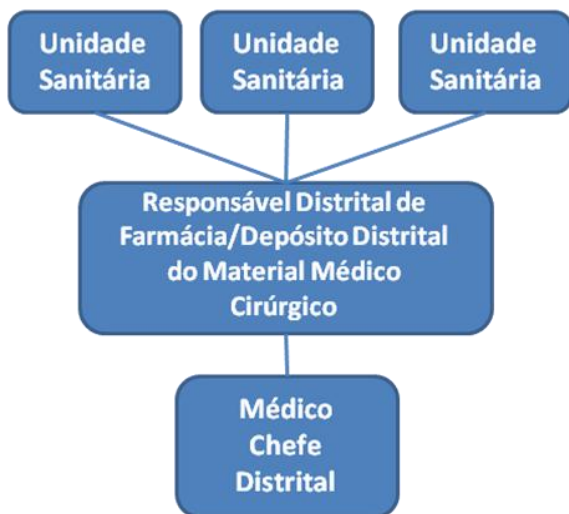 Unidade
Sanitária
Unidade
Sanitária
Unidade
Sanitária
Responsável Distrital de
Farmácia/Depósito Distrital
do Material Médico
Cirúrgico
Médico
Chefe
Distrital